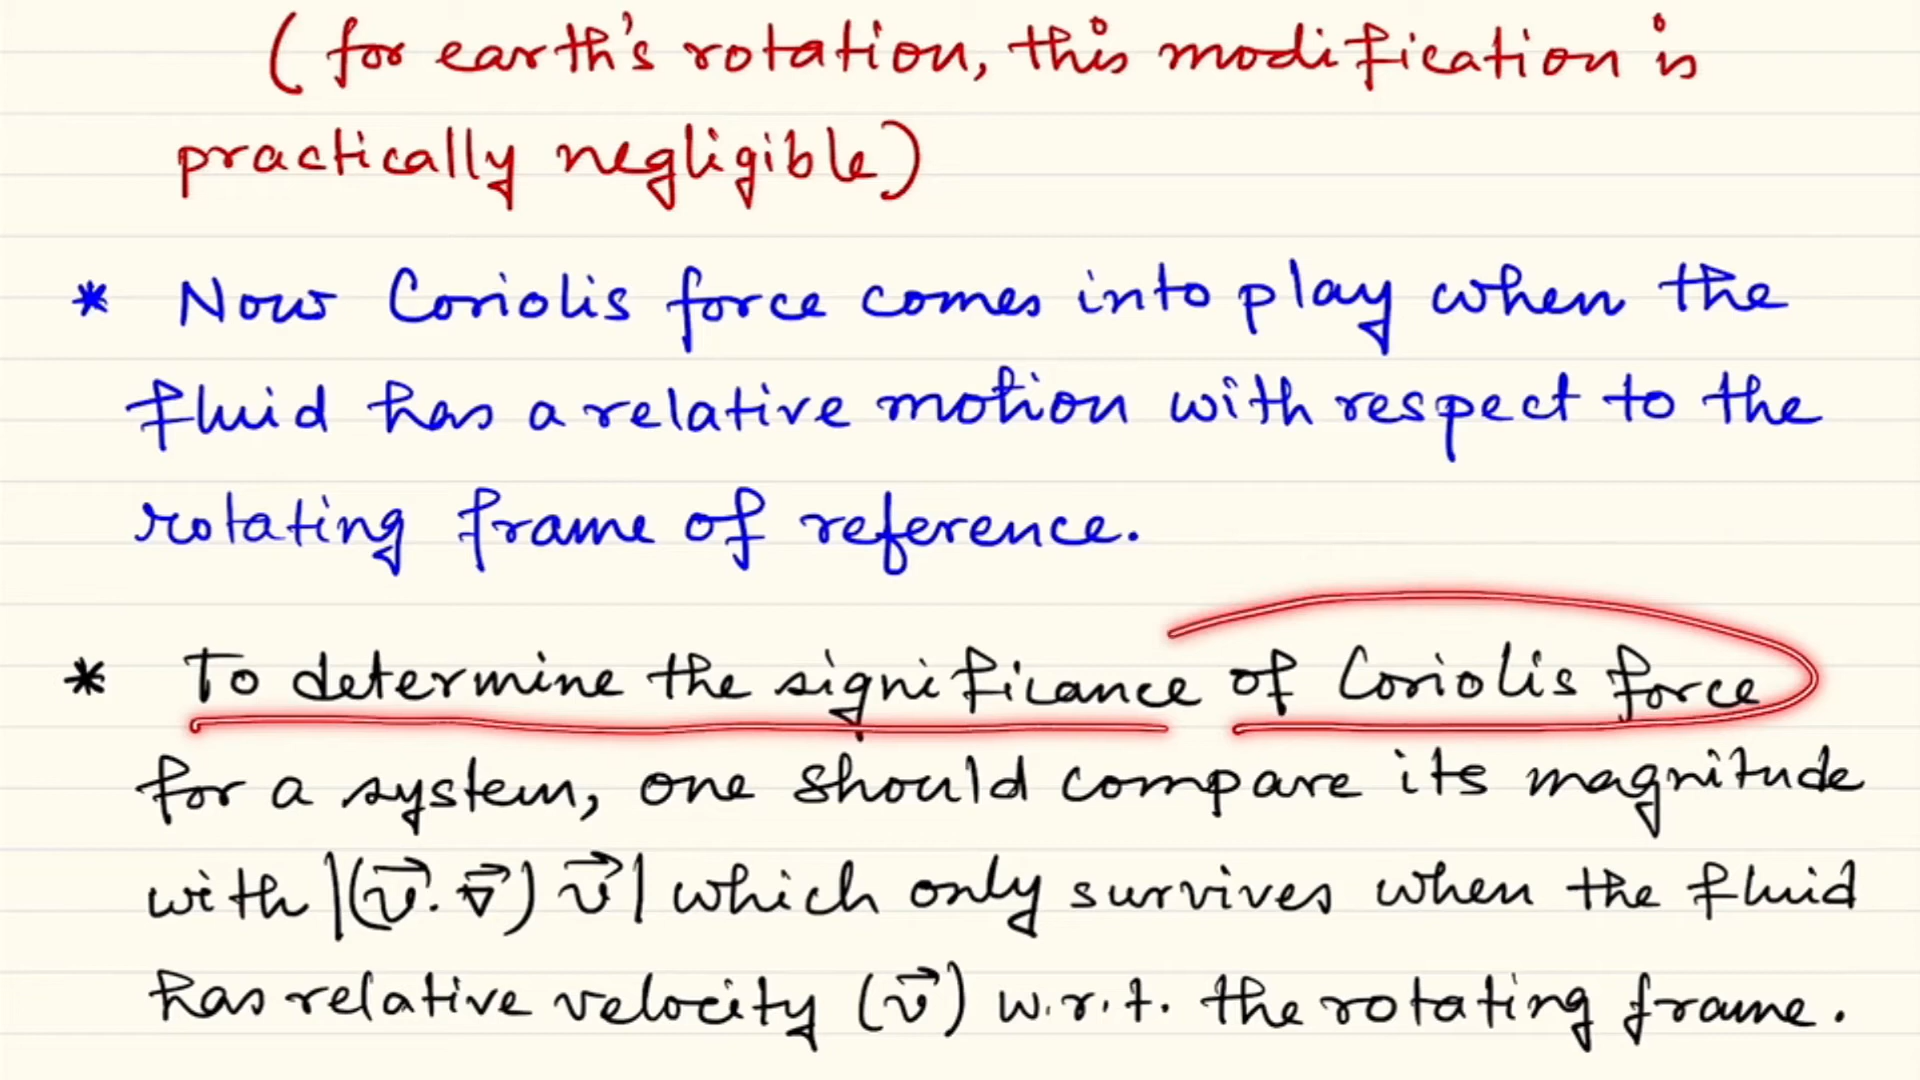 (for earth's rotation, this modification is
practically negligible)
* Now Coriolis force comes into play when the
fluid has a relative motion with respect to the
rotating frame of reference.
* To determine the significance of Coriolis force
for a system, one should compare its magnitude
with |(v⃗.∇⃗) v⃗| which only survives when the fluid
has relative velocity (v⃗) w.r.t. the rotating frame.